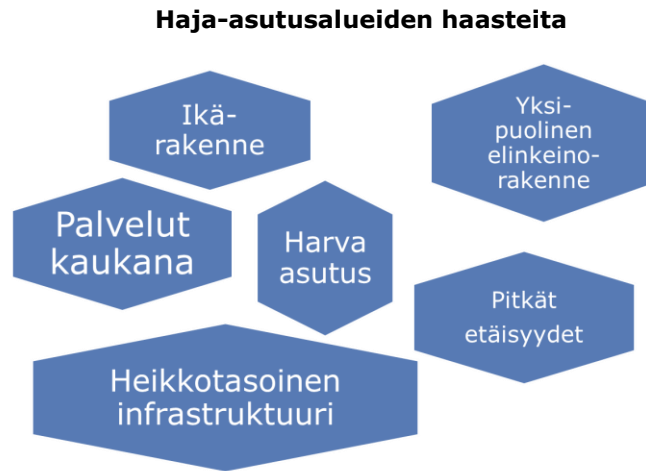 Haja-asutusalueiden haasteita
Ikä-
rakenne
Yksi-
puolinen
elinkeino-
rakenne
Palvelut
kaukana
Harva
asutus
Pitkät
etäisyydet
Heikkotasoinen
infrastruktuuri